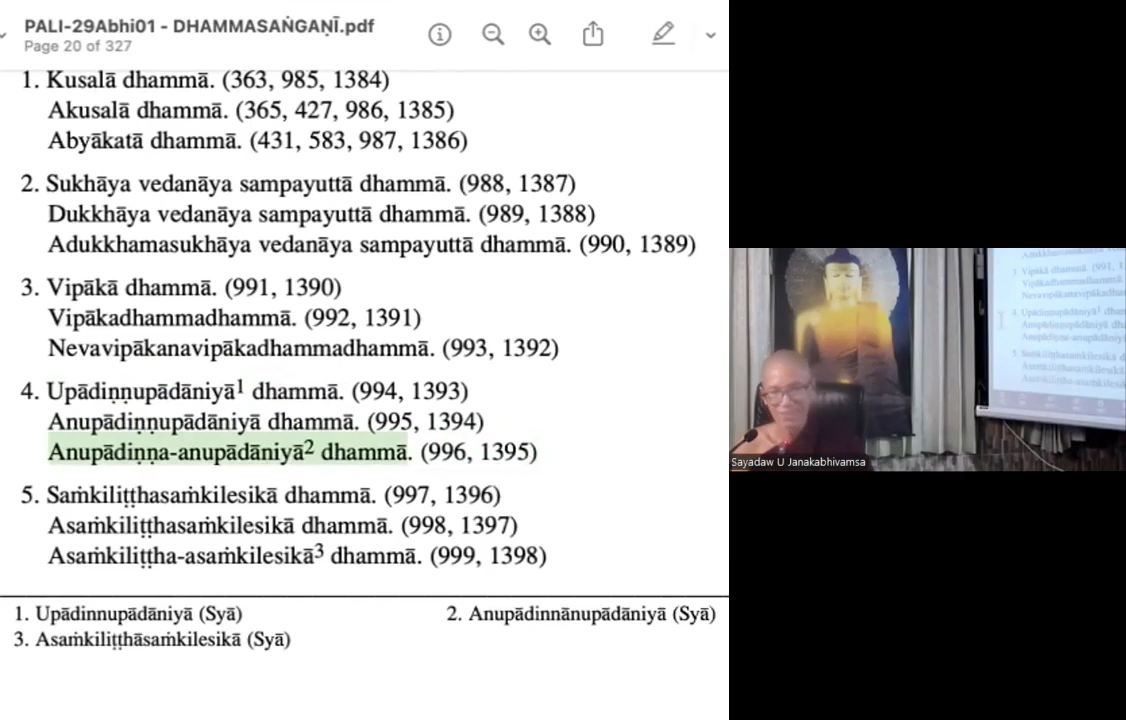 PALI-29Abhi01 - DHAMMASAṄGAṆĪ.pdf
Page 20 of 327
1. Kusalā dhammā. (363, 985, 1384)
Akusalā dhammā. (365, 427, 986, 1385)
Abyākatā dhammā. (431, 583, 987, 1386)
2. Sukhāya vedanāya sampayuttā dhammā. (988, 1387)
Dukkhāya vedanāya sampayuttā dhammā. (989, 1388)
Adukkhamasukhāya vedanāya sampayuttā dhammā. (990, 1389)
3. Vipākā dhammā. (991, 1390)
Vipākadhammadhammā. (992, 1391)
Nevavipākanavipākadhammadhammā. (993, 1392)
4. Upādiṇṇupādāniyā¹ dhammā. (994, 1393)
Anupādiṇṇupādāniyā dhammā. (995, 1394)
Anupādiṇṇa-anupādāniyā² dhammā. (996, 1395)
5. Saṁkiliṭṭhasaṁkilesikā dhammā. (997, 1396)
Asaṁkiliṭṭhasaṁkilesikā dhammā. (998, 1397)
Asaṁkiliṭṭha-asaṁkilesikā³ dhammā. (999, 1398)
1. Upādinnupādāniyā (Syā) 2. Anupādinnānupādāniyā (Syā)
3. Asaṁkiliṭṭhāsaṁkilesikā (Syā)
Sayadaw U Janakabhivamsa